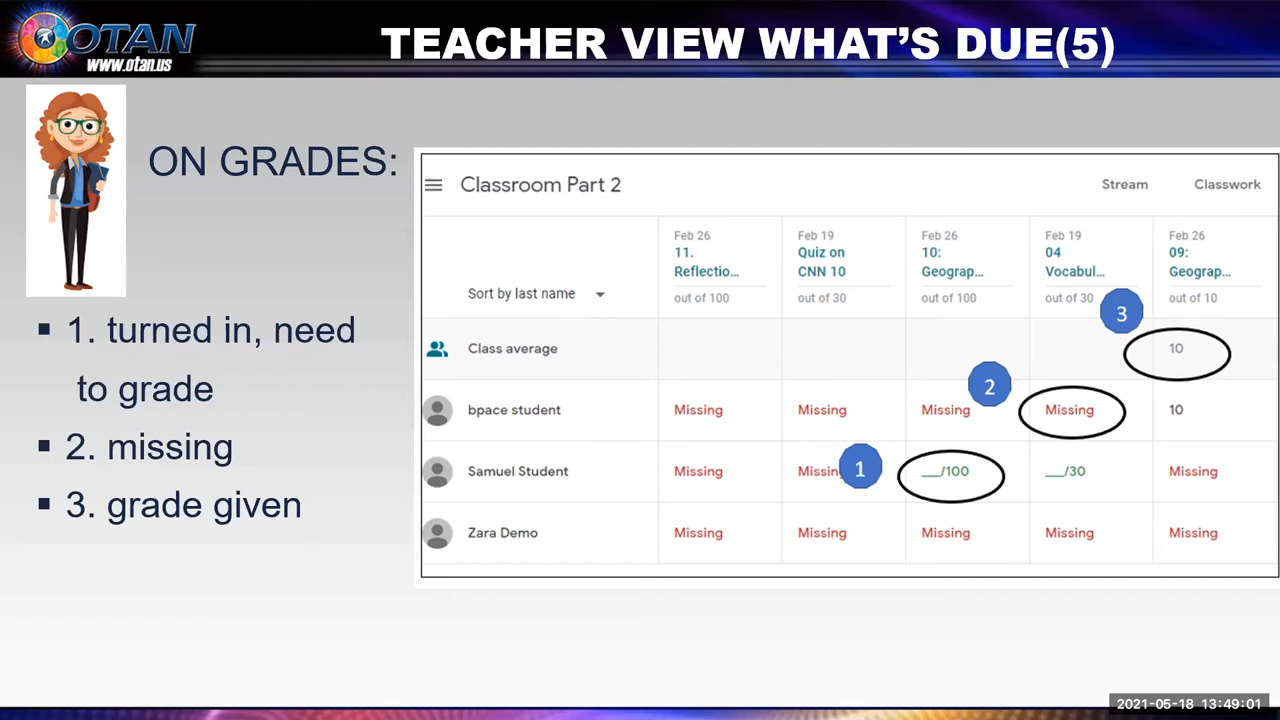 OTAN
www.otan.us
TEACHER VIEW WHAT'S DUE(5)
ON GRADES:
▪ 1. turned in, need
to grade
▪ 2. missing
▪ 3. grade given
Classroom Part 2 Stream Classwork
Feb 26 Feb 19 Feb 26 Feb 19 Feb 26
11. Quiz on 10: 04 09:
Reflectio... CNN 10 Geograp... Vocabul... Geograp...
Sort by last name out of 100 out of 30 out of 100 out of 30 out of 10
3
Class average 10
2
bpace student Missing Missing Missing Missing 10
1
Samuel Student Missing Missing __/100 __/30 Missing
Zara Demo Missing Missing Missing Missing Missing
2021-05-18 13:49:01